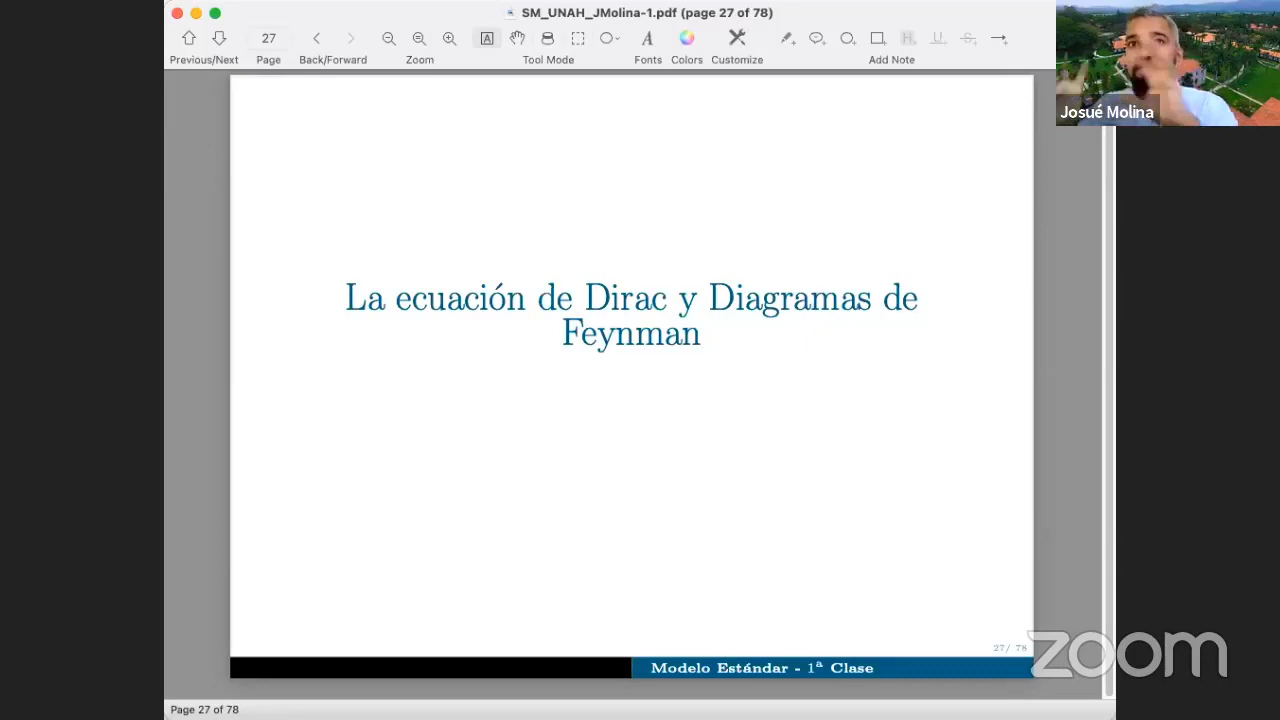 SM_UNAH_JMolina-1.pdf (page 27 of 78)
27
Previous/Next Page Back/Forward Zoom Tool Mode Fonts Colors Customize Add Note
Josué Molina
La ecuación de Dirac y Diagramas de
Feynman
27/ 78
Modelo Estándar - 1ª Clase
zoom
Page 27 of 78